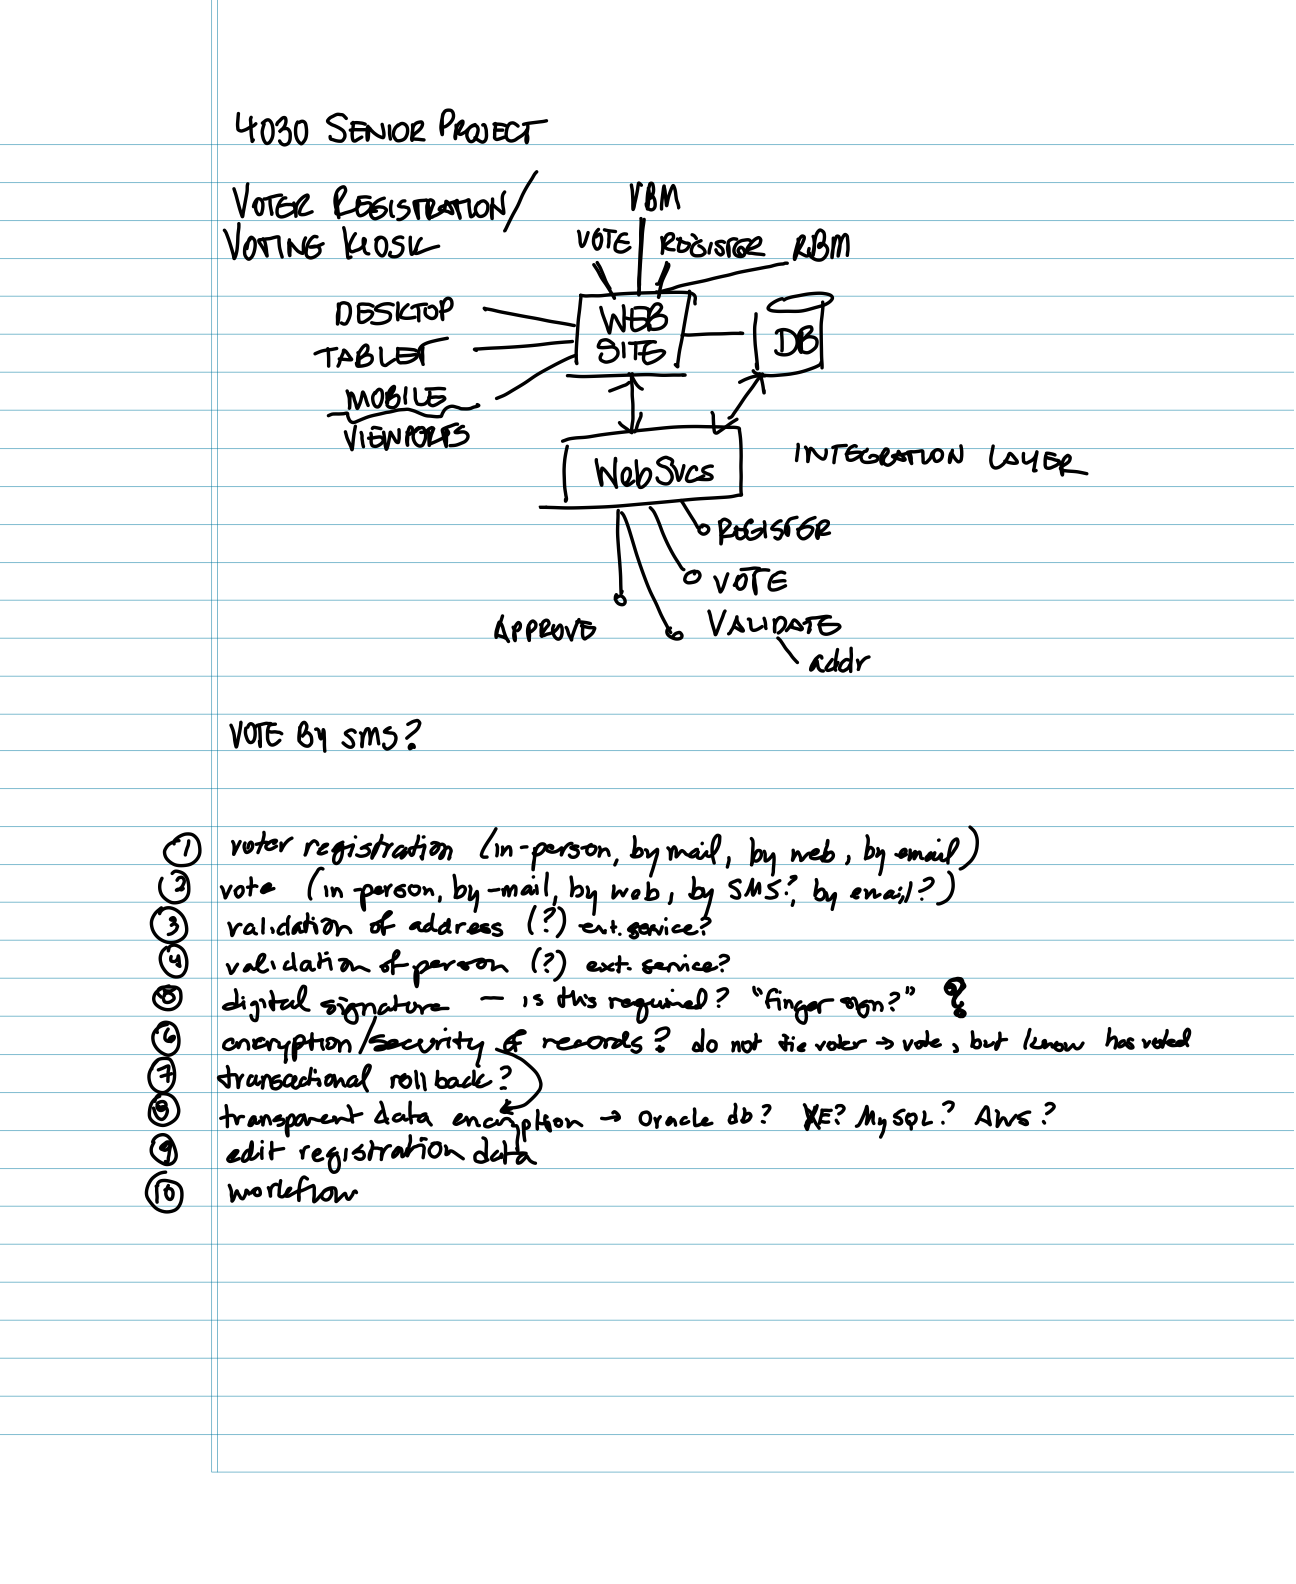 4030 SENIOR PROJECT
VOTER REGISTRATION/
VOTING KIOSK
VBM
VOTE
REGISTER
RBM
DESKTOP
TABLET
MOBILE
VIEWPORTS
WEB
SITE
DB
WebSvcs
INTEGRATION LAYER
REGISTER
VOTE
VALIDATE
addr
APPROVE
VOTE By SMS?
1 voter registration (in-person, by mail, by web, by email)
2 vote (in-person, by-mail, by web, by SMS?, by email?)
3 validation of address (?) ext. service?
4 validation of person (?) ext. service?
5 digital signature – is this required? "finger sign?" ?
6 encryption/security of records? do not tie voter → vote, but know has voted
7 transactional rollback?
8 transparent data encryption → Oracle db? XE? MySQL? AWS?
9 edit registration data
10 workflow